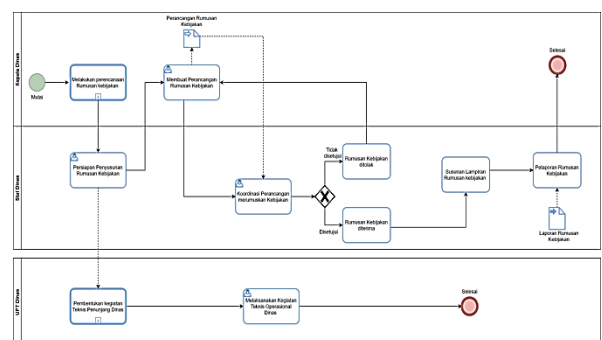 Kepala Dinas
Mulai
Melakukan perencanaan
Rumusan kebijakan
Perancangan Rumusan
Kebijakan
Membuat Perancangan
Rumusan Kebijakan
Selesai
Persiapan Penyusunan
Rumusan Kebijakan
Koordinasi Perancangan
merumuskan Kebijakan
Tidak
disetujui
Disetujui
Rumusan Kebijakan
ditolak
Rumusan Kebijakan
diterima
Susunan Lampiran
Rumusan kebijakan
Pelaporan Rumusan
Kebijakan
Laporan Rumusan
Kebijakan
UPT Dinas
Pembentukan kegiatan
Teknis Penunjang Dinas
Melaksanakan Kegiatan
Teknis Operasional
Dinas
Selesai